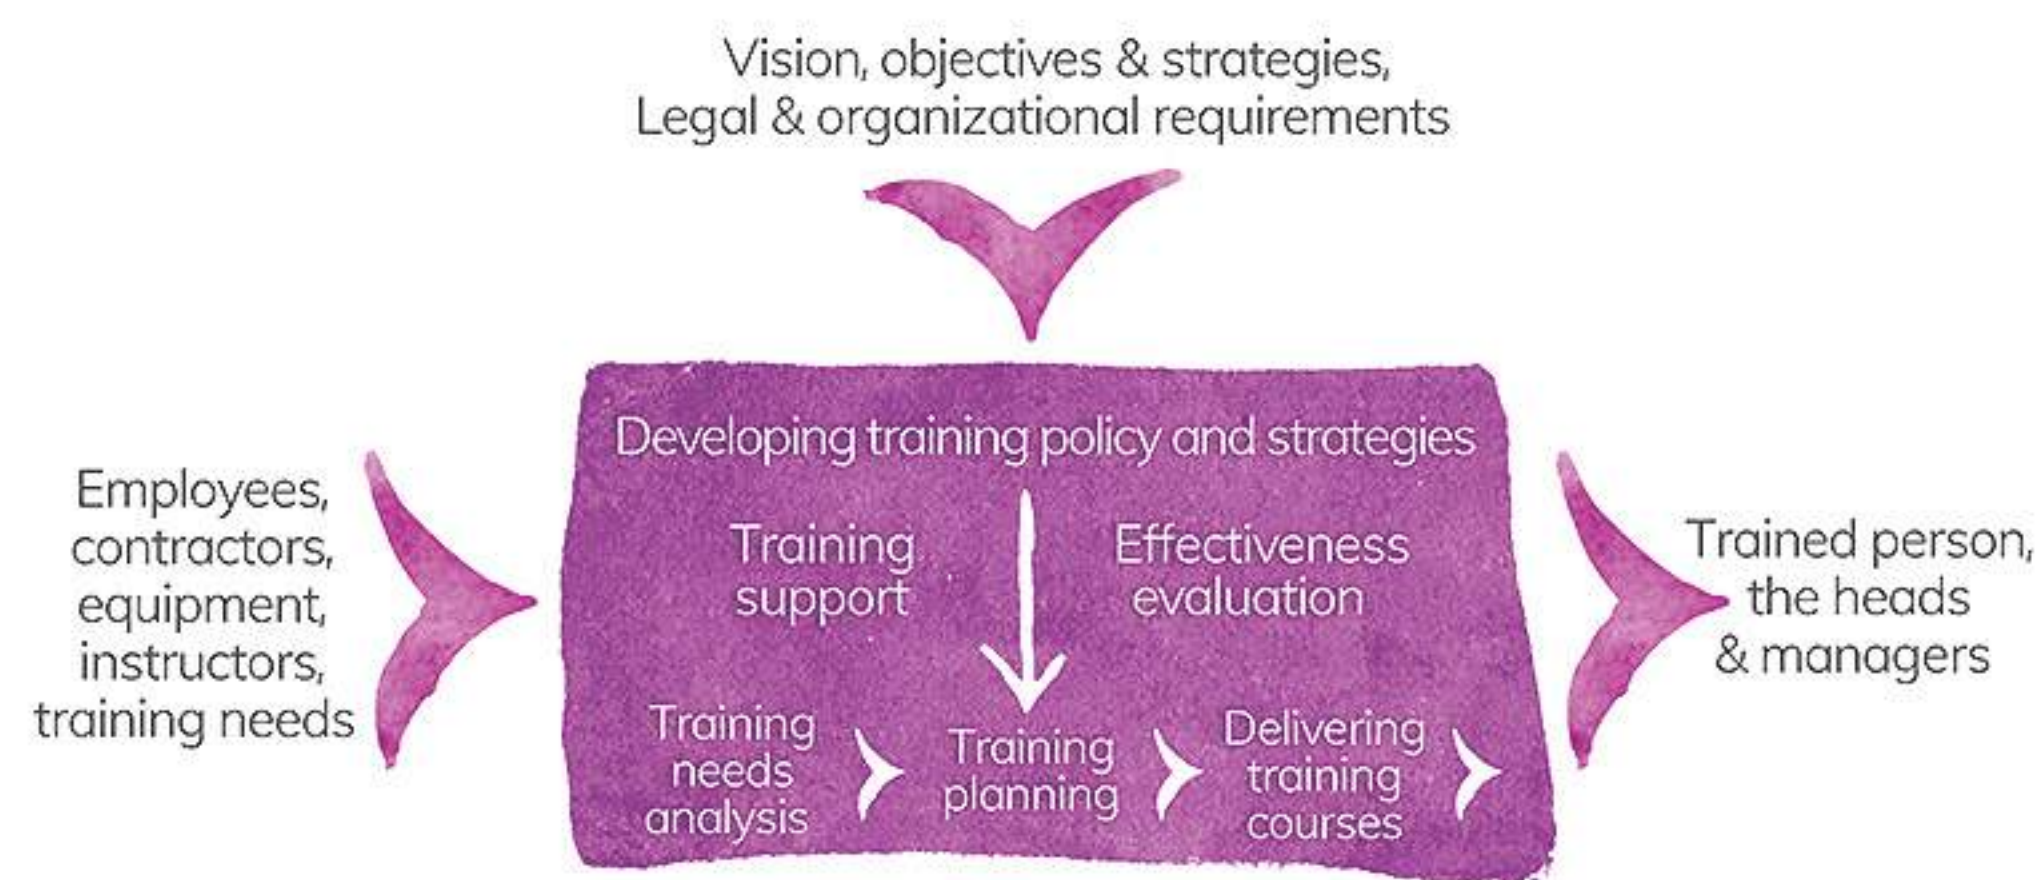 Vision, objectives & strategies,
Legal & organizational requirements
Employees,
contractors,
equipment,
instructors,
training needs
Developing training policy and strategies
Training
support
Effectiveness
evaluation
Training
needs
analysis
Training
planning
Delivering
training
courses
Trained person,
the heads
& managers